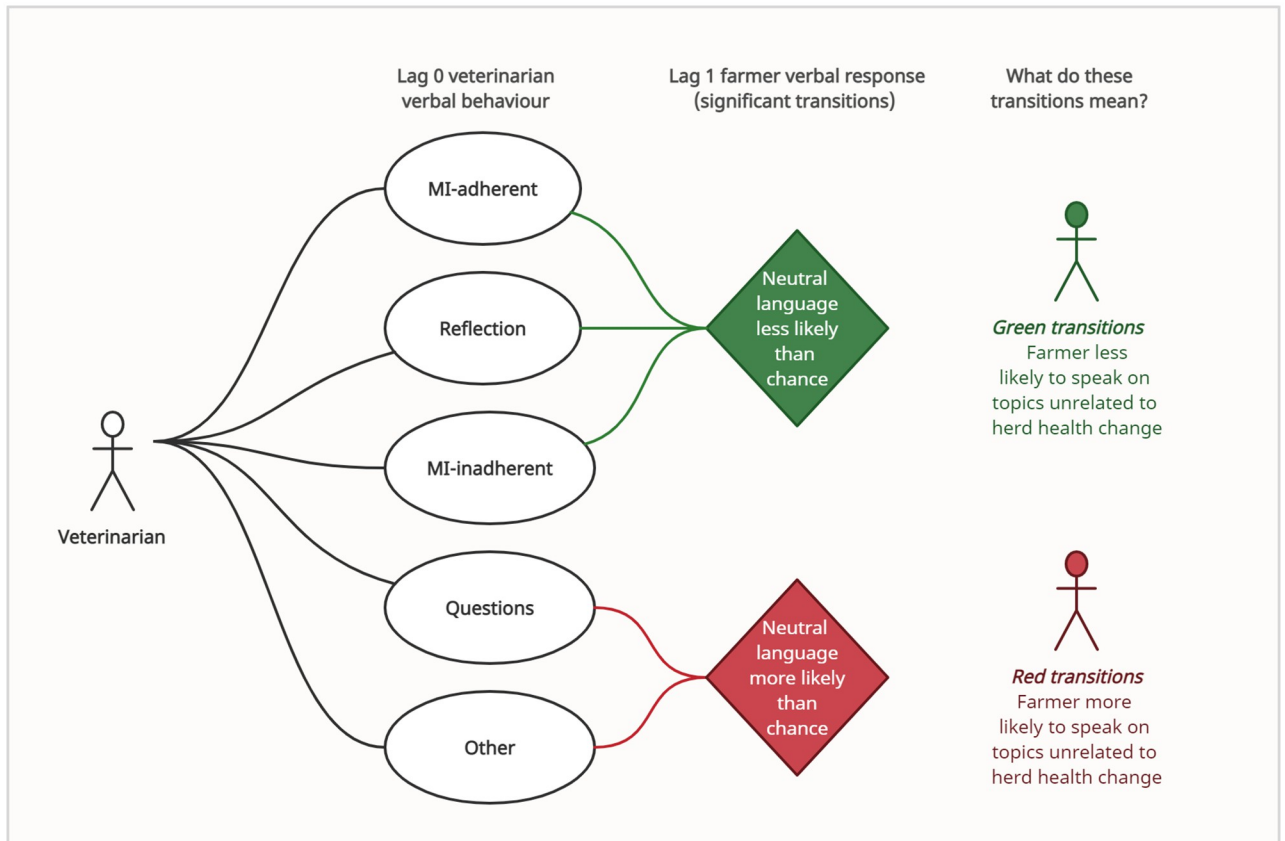 Lag 0 veterinarian
verbal behaviour
Lag 1 farmer verbal response
(significant transitions)
What do these
transitions mean?
MI-adherent
Reflection
MI-inadherent
Questions
Other
Veterinarian
Neutral
language
less likely
than
chance
Green transitions
Farmer less
likely to speak on
topics unrelated to
herd health change
Neutral
language
more likely
than
chance
Red transitions
Farmer more
likely to speak on
topics unrelated to
herd health change